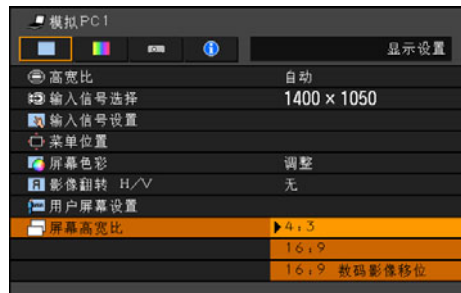 模拟PC1
显示设置
高宽比 自动
输入信号选择 1400 × 1050
输入信号设置
菜单位置
屏幕色彩 调整
影像翻转 H/V 无
用户屏幕设置
屏幕高宽比 4:3
16:9
16:9 数码影像移位